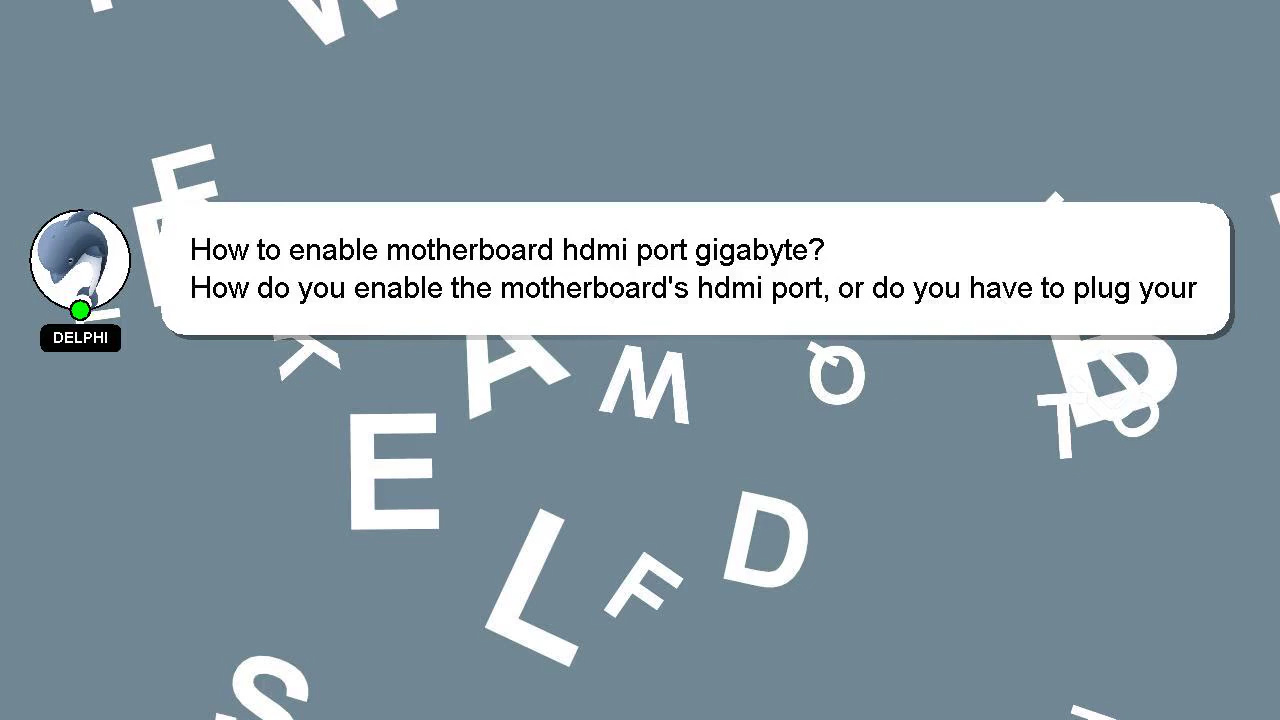 How to enable motherboard hdmi port gigabyte?
How do you enable the motherboard's hdmi port, or do you have to plug your
DELPHI
W
F
A
M
O
E
T
L
F
D
S